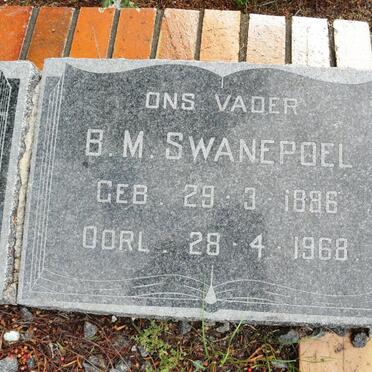 ONS VADER
B. M. SWANEPOEL
GEB. 29·3·1886
OORL. 28·4·1968